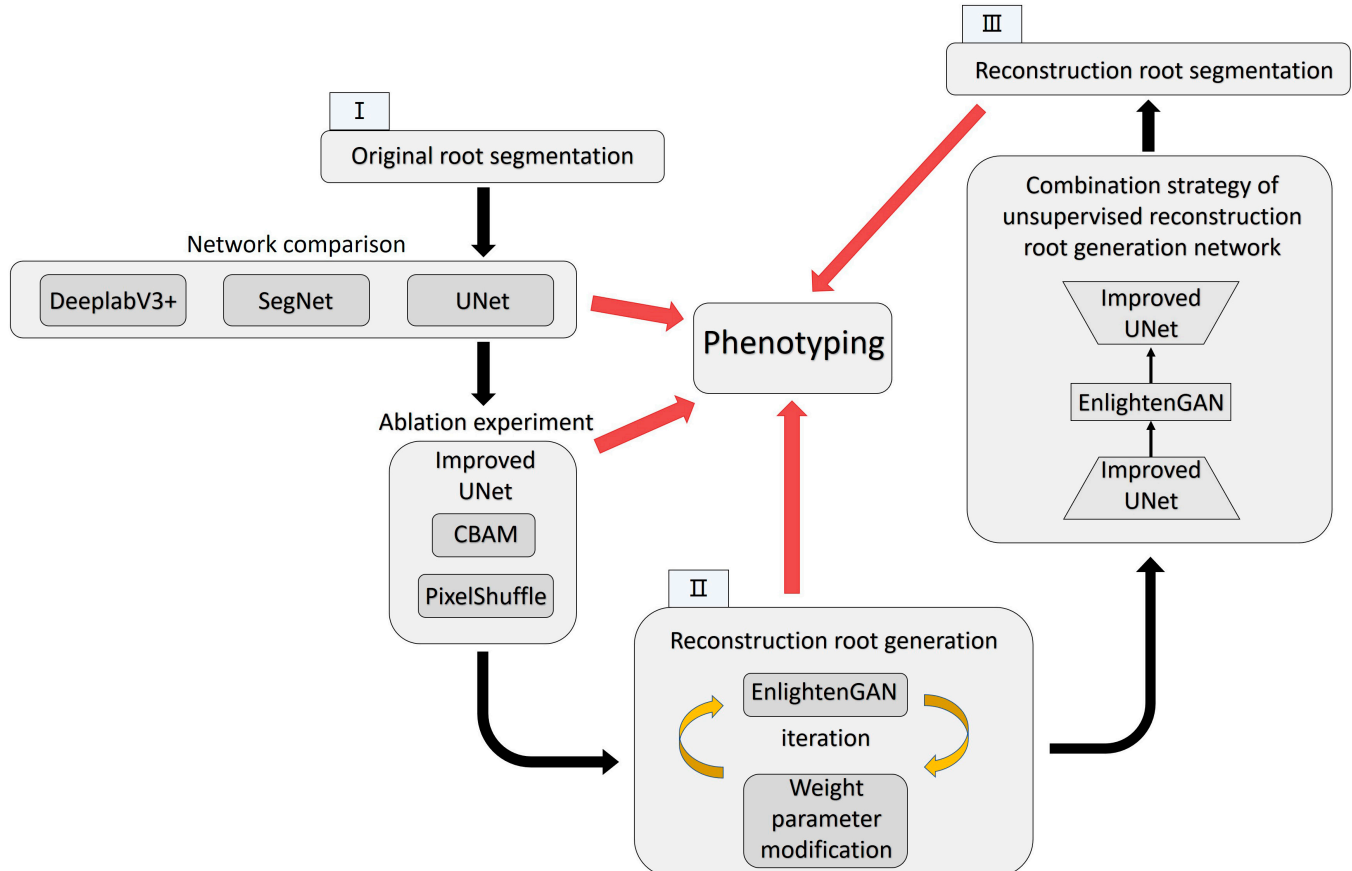 Ⅰ
Original root segmentation
Network comparison
DeeplabV3+
SegNet
UNet
Ablation experiment
Improved
UNet
CBAM
PixelShuffle
Phenotyping
Ⅱ
Reconstruction root generation
EnlightenGAN
iteration
Weight
parameter
modification
Ⅲ
Reconstruction root segmentation
Combination strategy of
unsupervised reconstruction
root generation network
Improved
UNet
EnlightenGAN
Improved
UNet